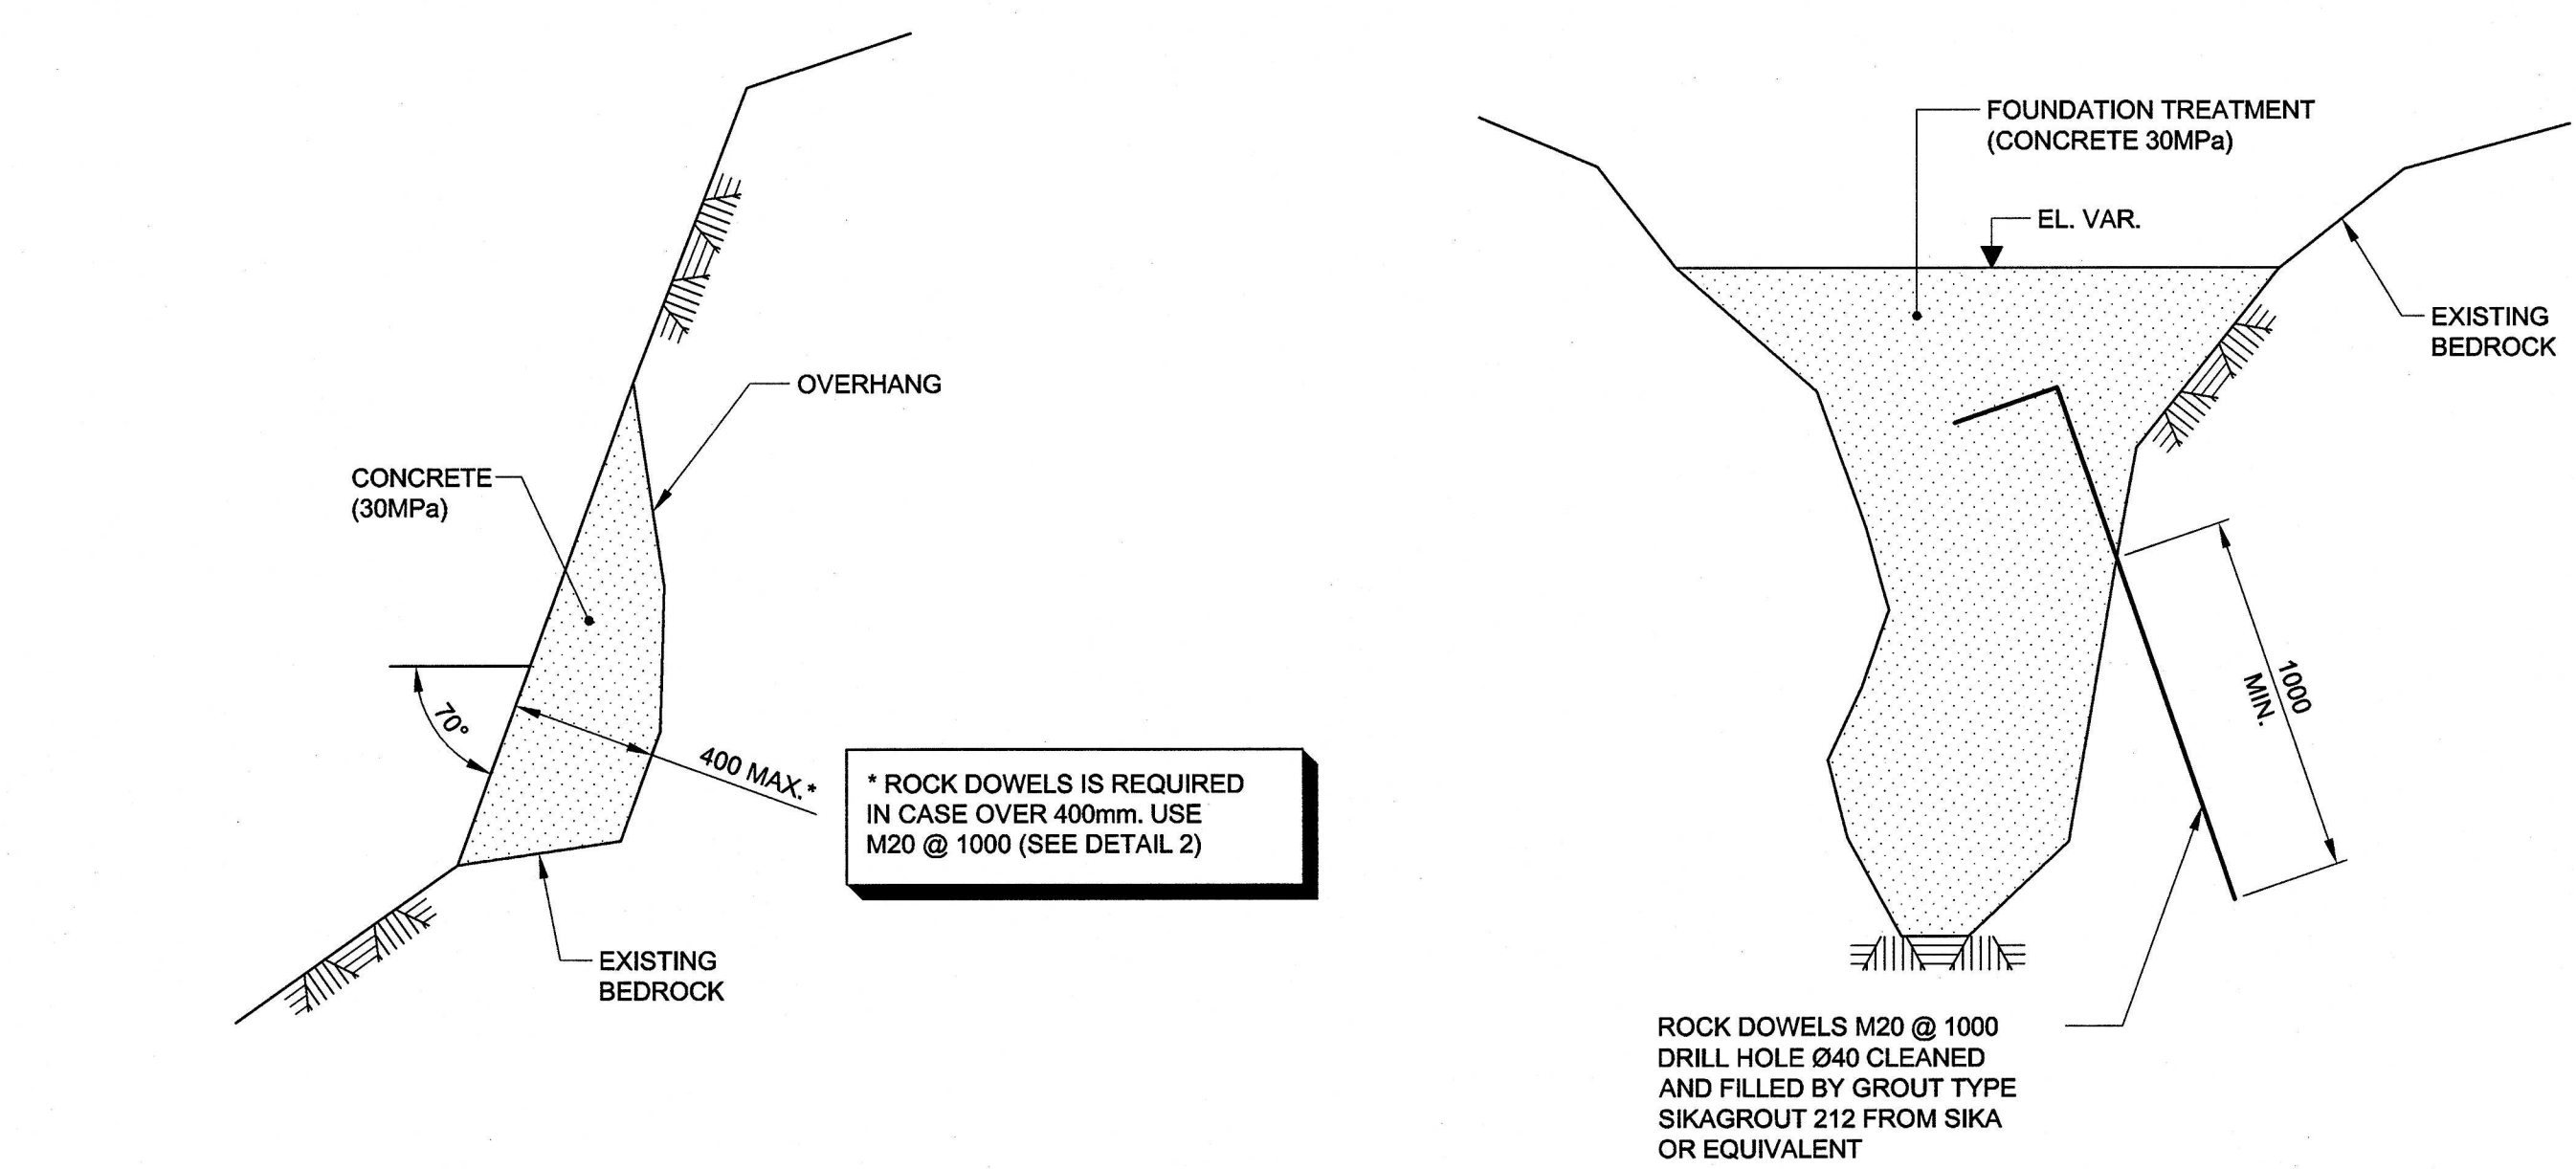 OVERHANG
CONCRETE
(30MPa)
70°
400 MAX.*
* ROCK DOWELS IS REQUIRED
IN CASE OVER 400mm. USE
M20 @ 1000 (SEE DETAIL 2)
EXISTING
BEDROCK
FOUNDATION TREATMENT
(CONCRETE 30MPa)
EL. VAR.
EXISTING
BEDROCK
1000
MIN.
ROCK DOWELS M20 @ 1000
DRILL HOLE Ø40 CLEANED
AND FILLED BY GROUT TYPE
SIKAGROUT 212 FROM SIKA
OR EQUIVALENT